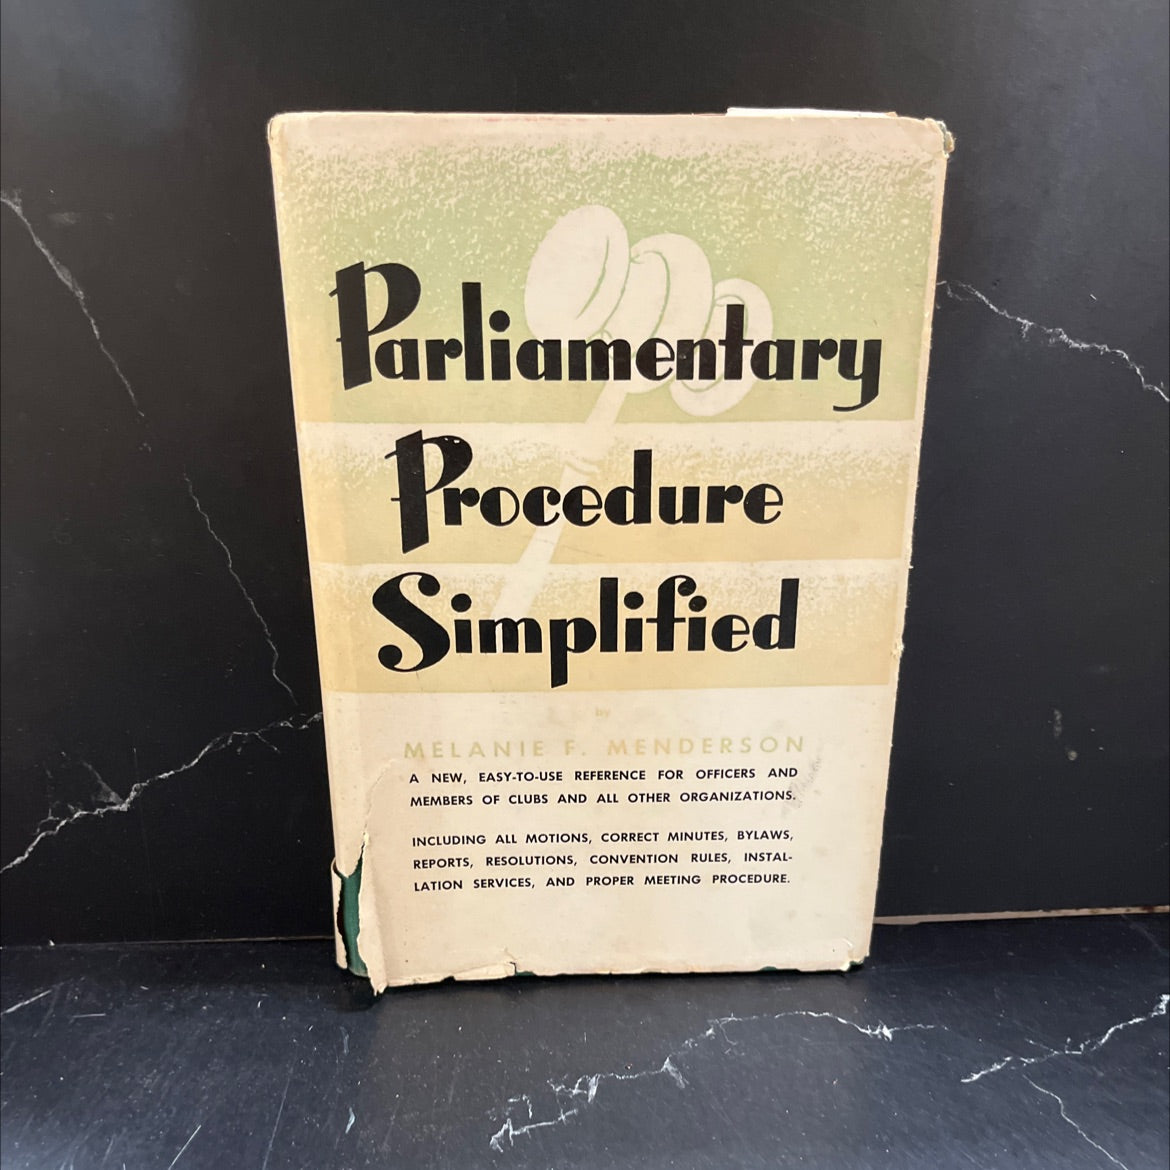 Parliamentary
Procedure
Simplified
by
MELANIE F. MENDERSON
A NEW, EASY-TO-USE REFERENCE FOR OFFICERS AND
MEMBERS OF CLUBS AND ALL OTHER ORGANIZATIONS.
INCLUDING ALL MOTIONS, CORRECT MINUTES, BYLAWS,
REPORTS, RESOLUTIONS, CONVENTION RULES, INSTAL-
LATION SERVICES, AND PROPER MEETING PROCEDURE.